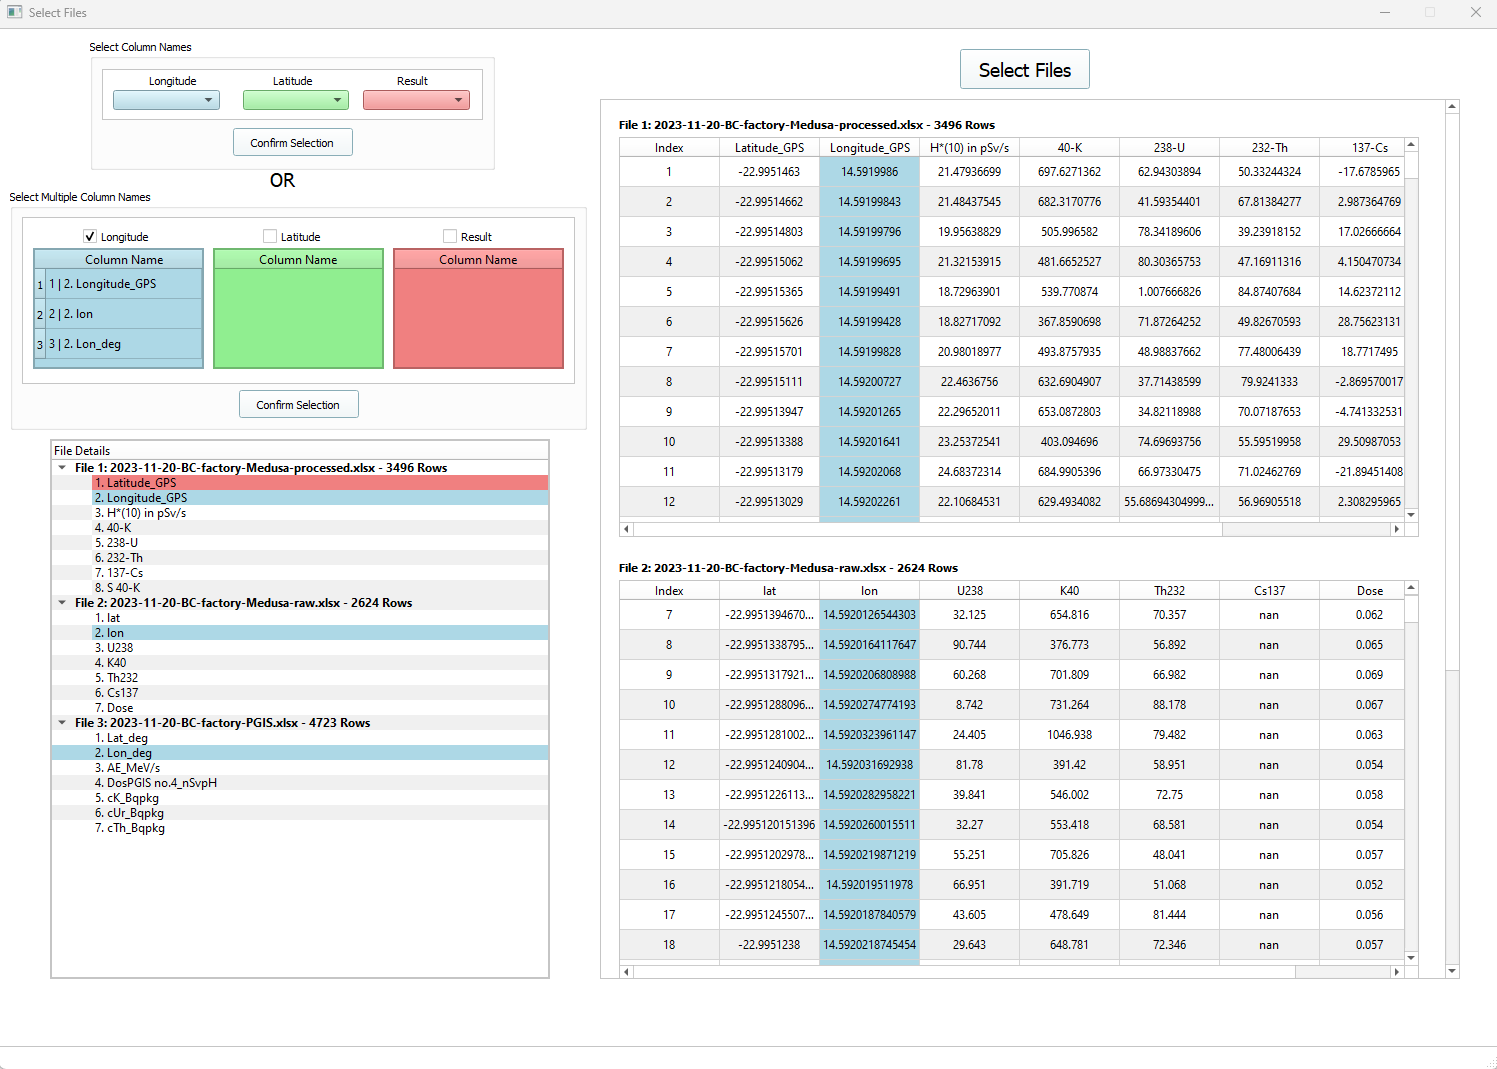 Select Files
Select Column Names
Longitude Latitude Result
Confirm Selection
OR
Select Multiple Column Names
Longitude Latitude Result
Column Name Column Name Column Name
1 1 | 2. Longitude_GPS
2 2 | 2. lon
3 3 | 2. Lon_deg
Confirm Selection
File Details
File 1: 2023-11-20-BC-factory-Medusa-processed.xlsx - 3496 Rows
1. Latitude_GPS
2. Longitude_GPS
3. H*(10) in pSv/s
4. 40-K
5. 238-U
6. 232-Th
7. 137-Cs
8. S 40-K
File 2: 2023-11-20-BC-factory-Medusa-raw.xlsx - 2624 Rows
1. lat
2. lon
3. U238
4. K40
5. Th232
6. Cs137
7. Dose
File 3: 2023-11-20-BC-factory-PGIS.xlsx - 4723 Rows
1. Lat_deg
2. Lon_deg
3. AE_MeV/s
4. DosPGIS no.4_nSvpH
5. cK_Bqpkg
6. cUr_Bqpkg
7. cTh_Bqpkg
Select Files
File 1: 2023-11-20-BC-factory-Medusa-processed.xlsx - 3496 Rows
Index Latitude_GPS Longitude_GPS H*(10) in pSv/s 40-K 238-U 232-Th 137-Cs
1 -22.9951463 14.5919986 21.47936699 697.6271362 62.94303894 50.33244324 -17.6785965
2 -22.99514662 14.59199843 21.48437545 682.3170776 41.59354401 67.81384277 2.987364769
3 -22.99514803 14.59199796 19.95638829 505.996582 78.34189606 39.23918152 17.02666664
4 -22.99515062 14.59199695 21.32153915 481.6652527 80.30365753 47.16911316 4.150470734
5 -22.99515365 14.59199491 18.72963901 539.770874 1.007666826 84.87407684 14.62372112
6 -22.99515626 14.59199428 18.82717092 367.8590698 71.87264252 49.82670593 28.75623131
7 -22.99515701 14.59199828 20.98018977 493.8757935 48.98837662 77.48006439 18.7717495
8 -22.99515111 14.59200727 22.4636756 632.6904907 37.71438599 79.9241333 -2.869570017
9 -22.99513947 14.59201265 22.29652011 653.0872803 34.82118988 70.07187653 -4.741332531
10 -22.99513388 14.59201641 23.25372541 403.094696 74.69693756 55.59519958 29.50987053
11 -22.99513179 14.59202068 24.68372314 684.9905396 66.97330475 71.02462769 -21.89451408
12 -22.99513029 14.59202261 22.10684531 629.4934082 55.68694304999... 56.96905518 2.308295965
File 2: 2023-11-20-BC-factory-Medusa-raw.xlsx - 2624 Rows
Index lat lon U238 K40 Th232 Cs137 Dose
7 -22.9951394670... 14.5920126544303 32.125 654.816 70.357 nan 0.062
8 -22.9951338795... 14.5920164117647 90.744 376.773 56.892 nan 0.065
9 -22.9951317921... 14.5920206808988 60.268 701.809 66.982 nan 0.069
10 -22.9951288096... 14.5920274774193 8.742 731.264 88.178 nan 0.067
11 -22.9951281002... 14.5920323961147 24.405 1046.938 79.482 nan 0.063
12 -22.9951240904... 14.592031692938 81.78 391.42 58.951 nan 0.054
13 -22.9951226113... 14.5920282958221 39.841 546.002 72.75 nan 0.058
14 -22.995120151396 14.5920260015511 32.27 553.418 68.581 nan 0.054
15 -22.9951202978... 14.5920219871219 55.251 705.826 48.041 nan 0.057
16 -22.9951218054... 14.592019511978 66.951 391.719 51.068 nan 0.052
17 -22.9951245507... 14.5920187840579 43.605 478.649 81.444 nan 0.056
18 -22.9951238 14.5920218745454 29.643 648.781 72.346 nan 0.057